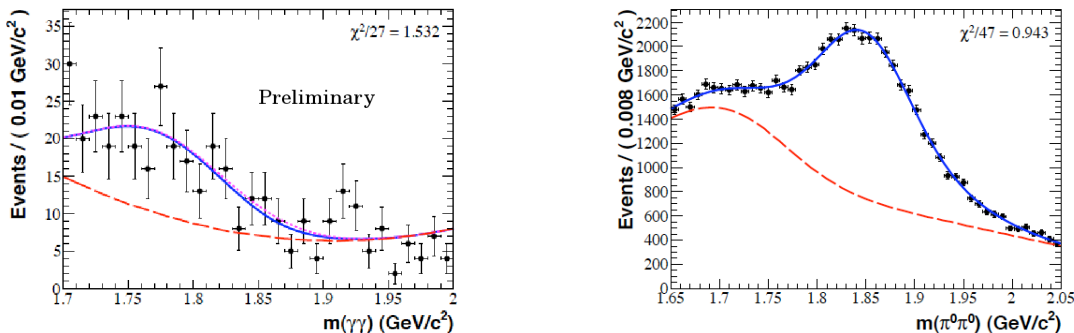 Events / ( 0.01 GeV/c² )
35
30
25
20
15
10
5
0
χ²/27 = 1.532
Preliminary
1.7 1.75 1.8 1.85 1.9 1.95 2
m(γγ) (GeV/c²)
Events / ( 0.008 GeV/c² )
2200
2000
1800
1600
1400
1200
1000
800
600
400
200
0
χ²/47 = 0.943
1.65 1.7 1.75 1.8 1.85 1.9 1.95 2 2.05
m(π⁰π⁰) (GeV/c²)